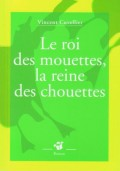 Vincent Cuvellier
Le roi
des mouettes,
la reine
des chouettes